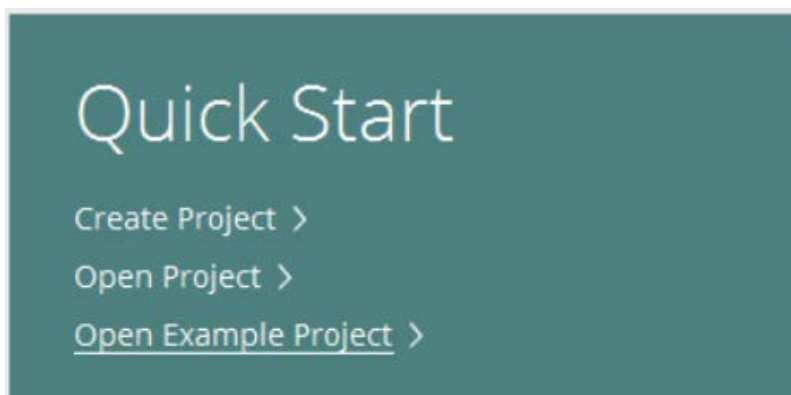 Quick Start
Create Project >
Open Project >
Open Example Project >